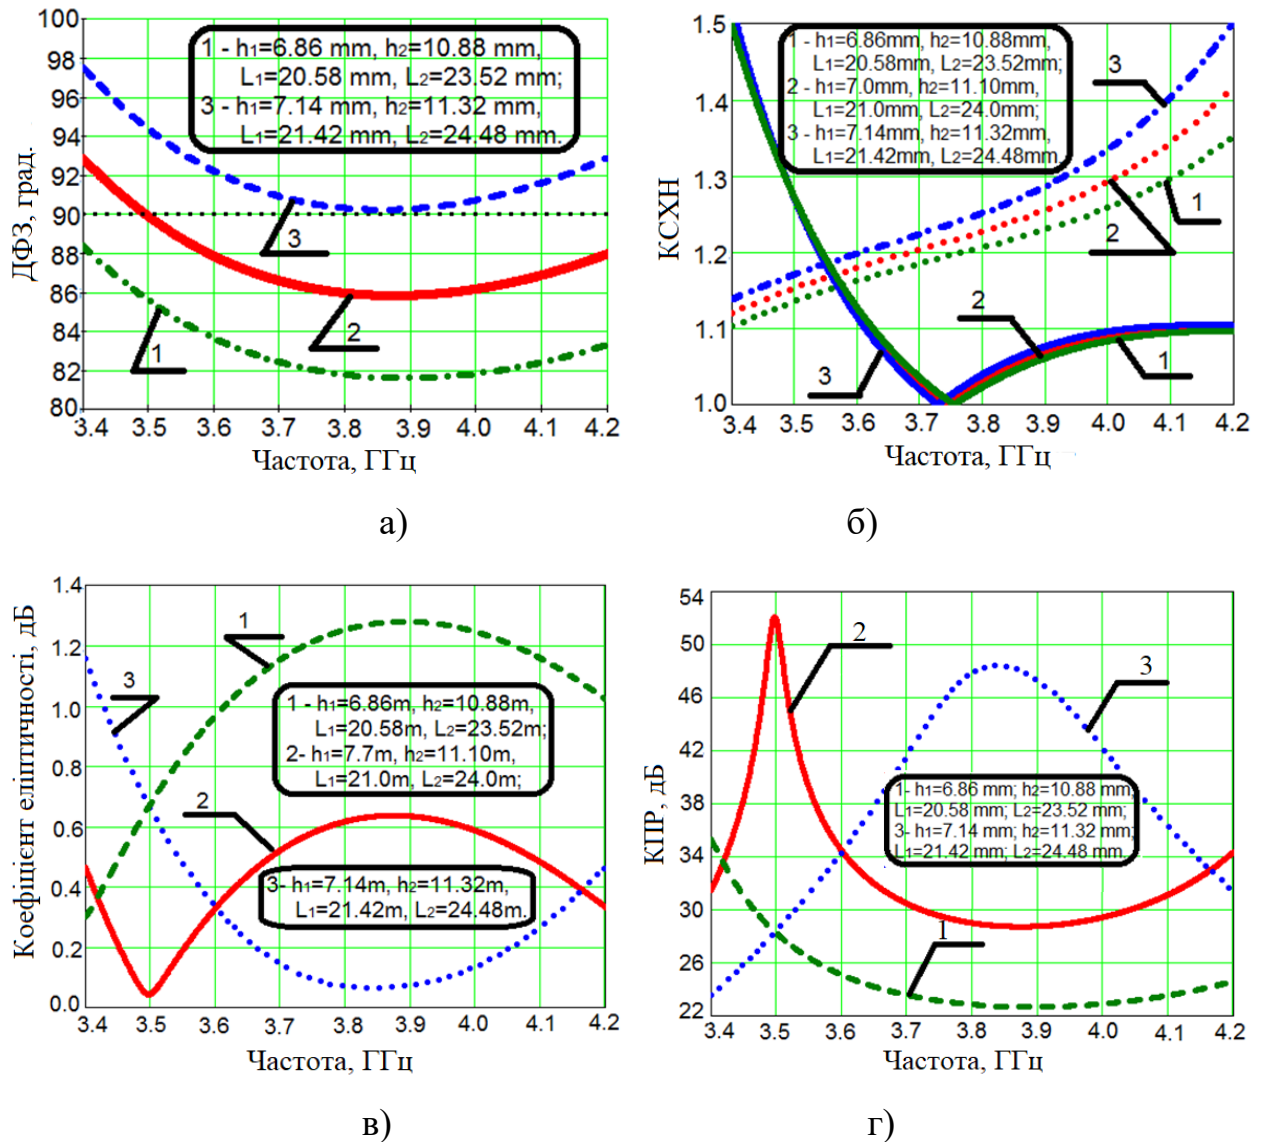 ДФЗ, град.
100
98
96
94
92
90
88
86
84
82
80
1 - h1=6.86 mm, h2=10.88 mm,
L1=20.58 mm, L2=23.52 mm;
3 - h1=7.14 mm, h2=11.32 mm,
L1=21.42 mm, L2=24.48 mm.
3
2
1
3.4 3.5 3.6 3.7 3.8 3.9 4.0 4.1 4.2
Частота, ГГц
а)
КСХН
1.5
1.4
1.3
1.2
1.1
1.0
1 - h1=6.86mm, h2=10.88mm,
L1=20.58mm, L2=23.52mm;
2 - h1=7.0mm, h2=11.10mm,
L1=21.0mm, L2=24.0mm;
3 - h1=7.14mm, h2=11.32mm,
L1=21.42mm, L2=24.48mm
3
1
2
2
1
3
3.4 3.5 3.6 3.7 3.8 3.9 4.0 4.1 4.2
Частота, ГГц
б)
Коефіцієнт еліптичності, дБ
1.4
1.2
1.0
0.8
0.6
0.4
0.2
0.0
1
3
1 - h1=6.86m, h2=10.88m,
L1=20.58m, L2=23.52m;
2- h1=7.7m, h2=11.10m,
L1=21.0m, L2=24.0m;
2
3- h1=7.14m, h2=11.32m,
L1=21.42m, L2=24.48m.
3.4 3.5 3.6 3.7 3.8 3.9 4.0 4.1 4.2
Частота, ГГц
в)
КПР, дБ
54
50
46
42
38
34
30
26
22
2
3
1- h1=6.86 mm; h2=10.88 mm,
L1=20.58 mm; L2=23.52 mm;
3- h1=7.14 mm; h2=11.32 mm;
L1=21.42 mm; L2=24.48 mm.
1
3.4 3.5 3.6 3.7 3.8 3.9 4.0 4.1 4.2
Частота, ГГц
г)